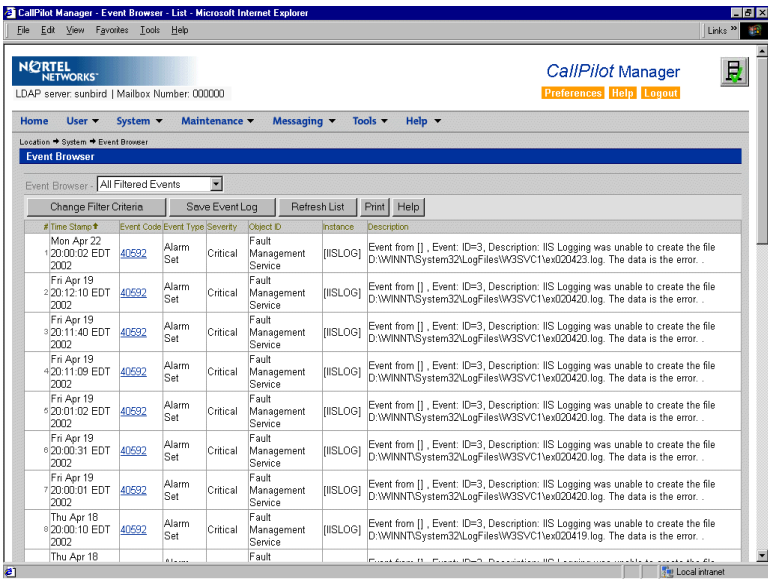 CallPilot Manager - Event Browser - List - Microsoft Internet Explorer
File Edit View Favorites Tools Help Links »
NORTEL
NETWORKS™
CallPilot Manager
LDAP server: sunbird | Mailbox Number: 000000
Preferences Help Logout
Home User System Maintenance Messaging Tools Help
Location → System → Event Browser
Event Browser
Event Browser - All Filtered Events
Change Filter Criteria Save Event Log Refresh List Print Help
# Time Stamp Event Code Event Type Severity Object ID Instance Description
1 Mon Apr 22 20:00:02 EDT 2002 40592 Alarm Set Critical Fault Management Service [IISLOG] Event from [] , Event: ID=3, Description: IIS Logging was unable to create the file D:\WINNT\System32\LogFiles\W3SVC1\ex020423.log. The data is the error. .
2 Fri Apr 19 20:12:10 EDT 2002 40592 Alarm Set Critical Fault Management Service [IISLOG] Event from [] , Event: ID=3, Description: IIS Logging was unable to create the file D:\WINNT\System32\LogFiles\W3SVC1\ex020420.log. The data is the error. .
3 Fri Apr 19 20:11:40 EDT 2002 40592 Alarm Set Critical Fault Management Service [IISLOG] Event from [] , Event: ID=3, Description: IIS Logging was unable to create the file D:\WINNT\System32\LogFiles\W3SVC1\ex020420.log. The data is the error. .
4 Fri Apr 19 20:11:09 EDT 2002 40592 Alarm Set Critical Fault Management Service [IISLOG] Event from [] , Event: ID=3, Description: IIS Logging was unable to create the file D:\WINNT\System32\LogFiles\W3SVC1\ex020420.log. The data is the error. .
5 Fri Apr 19 20:01:02 EDT 2002 40592 Alarm Set Critical Fault Management Service [IISLOG] Event from [] , Event: ID=3, Description: IIS Logging was unable to create the file D:\WINNT\System32\LogFiles\W3SVC1\ex020420.log. The data is the error. .
6 Fri Apr 19 20:00:31 EDT 2002 40592 Alarm Set Critical Fault Management Service [IISLOG] Event from [] , Event: ID=3, Description: IIS Logging was unable to create the file D:\WINNT\System32\LogFiles\W3SVC1\ex020420.log. The data is the error. .
7 Fri Apr 19 20:00:01 EDT 2002 40592 Alarm Set Critical Fault Management Service [IISLOG] Event from [] , Event: ID=3, Description: IIS Logging was unable to create the file D:\WINNT\System32\LogFiles\W3SVC1\ex020420.log. The data is the error. .
8 Thu Apr 18 20:00:10 EDT 2002 40592 Alarm Set Critical Fault Management Service [IISLOG] Event from [] , Event: ID=3, Description: IIS Logging was unable to create the file D:\WINNT\System32\LogFiles\W3SVC1\ex020419.log. The data is the error. .
Thu Apr 18 Fault
Local intranet